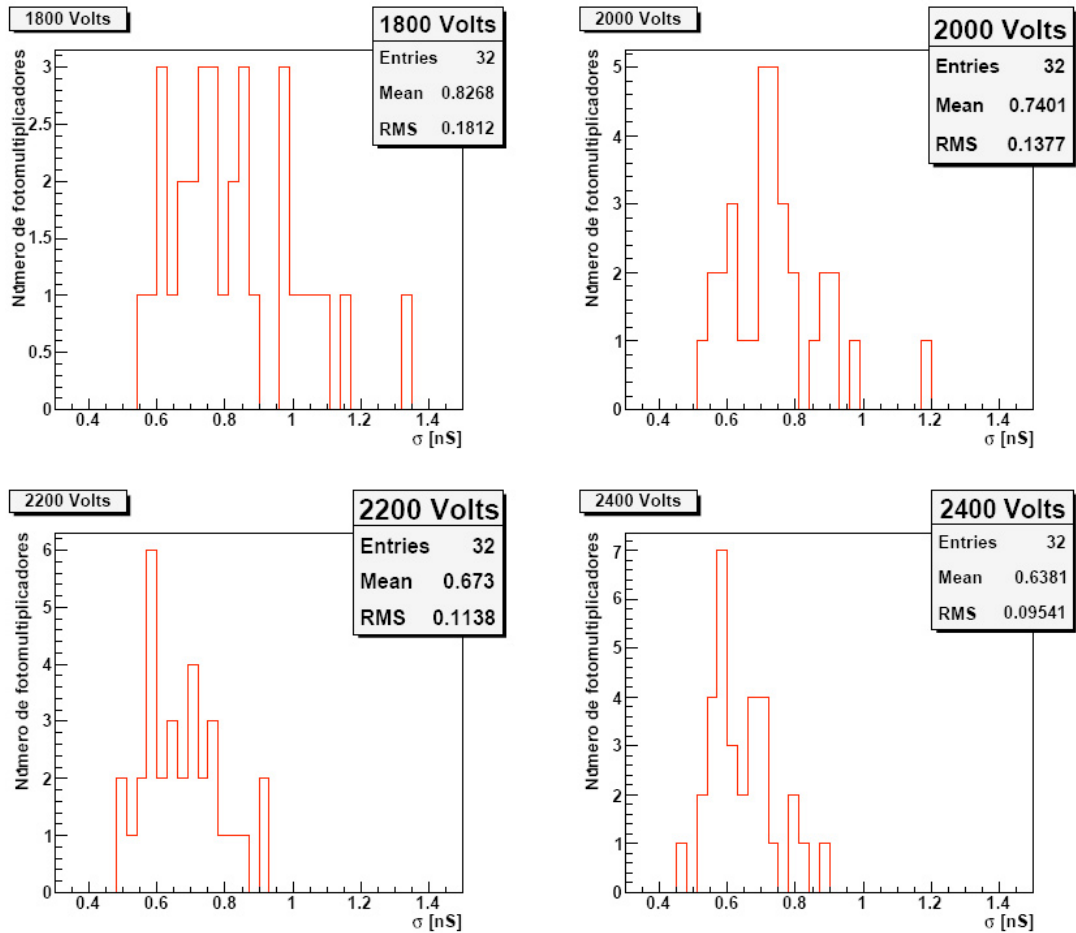 1800 Volts
1800 Volts
Entries 32
Mean 0.8268
RMS 0.1812
Número de fotomultiplicadores
3
2.5
2
1.5
1
0.5
0
0.4 0.6 0.8 1 1.2 1.4
σ [nS]
2000 Volts
2000 Volts
Entries 32
Mean 0.7401
RMS 0.1377
Número de fotomultiplicadores
5
4
3
2
1
0
0.4 0.6 0.8 1 1.2 1.4
σ [nS]
2200 Volts
2200 Volts
Entries 32
Mean 0.673
RMS 0.1138
Número de fotomultiplicadores
6
5
4
3
2
1
0
0.4 0.6 0.8 1 1.2 1.4
σ [nS]
2400 Volts
2400 Volts
Entries 32
Mean 0.6381
RMS 0.09541
Número de fotomultiplicadores
7
6
5
4
3
2
1
0
0.4 0.6 0.8 1 1.2 1.4
σ [nS]